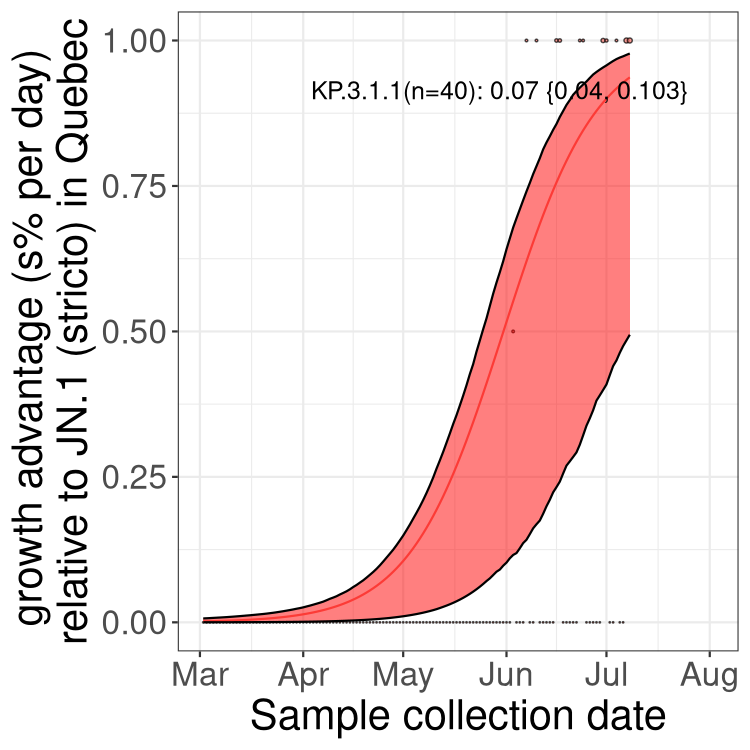 growth advantage (s% per day)
relative to JN.1 (stricto) in Quebec
1.00
0.75
0.50
0.25
0.00
KP.3.1.1(n=40): 0.07 {0.04, 0.103}
Mar Apr May Jun Jul Aug
Sample collection date